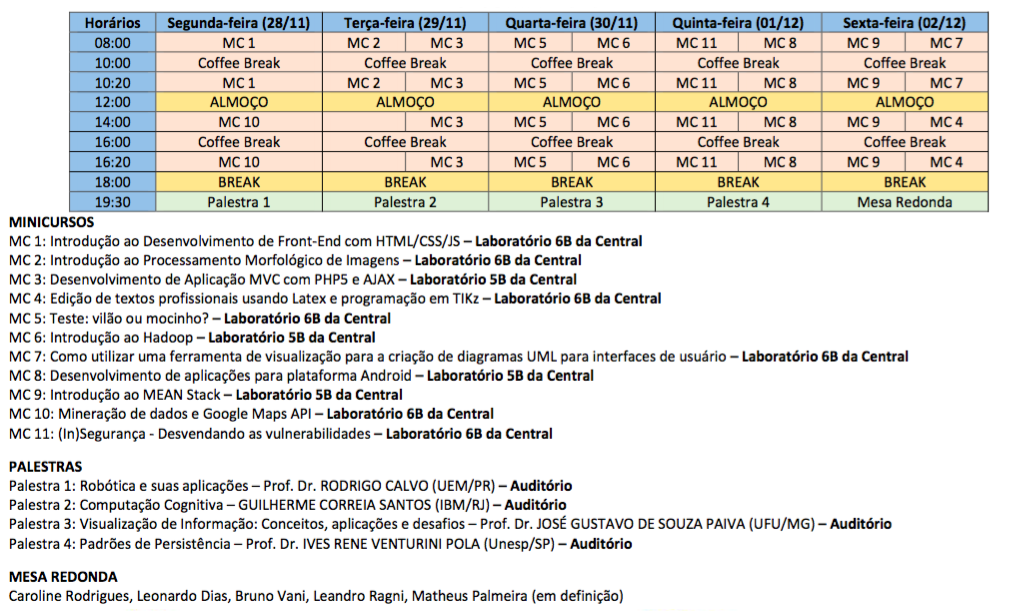 Horários Segunda-feira (28/11) Terça-feira (29/11) Quarta-feira (30/11) Quinta-feira (01/12) Sexta-feira (02/12)
08:00 MC 1 MC 2 MC 3 MC 5 MC 6 MC 11 MC 8 MC 9 MC 7
10:00 Coffee Break Coffee Break Coffee Break Coffee Break Coffee Break
10:20 MC 1 MC 2 MC 3 MC 5 MC 6 MC 11 MC 8 MC 9 MC 7
12:00 ALMOÇO ALMOÇO ALMOÇO ALMOÇO ALMOÇO
14:00 MC 10 MC 3 MC 5 MC 6 MC 11 MC 8 MC 9 MC 4
16:00 Coffee Break Coffee Break Coffee Break Coffee Break Coffee Break
16:20 MC 10 MC 3 MC 5 MC 6 MC 11 MC 8 MC 9 MC 4
18:00 BREAK BREAK BREAK BREAK BREAK
19:30 Palestra 1 Palestra 2 Palestra 3 Palestra 4 Mesa Redonda
MINICURSOS
MC 1: Introdução ao Desenvolvimento de Front-End com HTML/CSS/JS – Laboratório 6B da Central
MC 2: Introdução ao Processamento Morfológico de Imagens – Laboratório 6B da Central
MC 3: Desenvolvimento de Aplicação MVC com PHP5 e AJAX – Laboratório 5B da Central
MC 4: Edição de textos profissionais usando Latex e programação em TIKz – Laboratório 6B da Central
MC 5: Teste: vilão ou mocinho? – Laboratório 6B da Central
MC 6: Introdução ao Hadoop – Laboratório 5B da Central
MC 7: Como utilizar uma ferramenta de visualização para a criação de diagramas UML para interfaces de usuário – Laboratório 6B da Central
MC 8: Desenvolvimento de aplicações para plataforma Android – Laboratório 5B da Central
MC 9: Introdução ao MEAN Stack – Laboratório 5B da Central
MC 10: Mineração de dados e Google Maps API – Laboratório 6B da Central
MC 11: (In)Segurança - Desvendando as vulnerabilidades – Laboratório 6B da Central
PALESTRAS
Palestra 1: Robótica e suas aplicações – Prof. Dr. RODRIGO CALVO (UEM/PR) – Auditório
Palestra 2: Computação Cognitiva – GUILHERME CORREIA SANTOS (IBM/RJ) – Auditório
Palestra 3: Visualização de Informação: Conceitos, aplicações e desafios – Prof. Dr. JOSÉ GUSTAVO DE SOUZA PAIVA (UFU/MG) – Auditório
Palestra 4: Padrões de Persistência – Prof. Dr. IVES RENE VENTURINI POLA (Unesp/SP) – Auditório
MESA REDONDA
Caroline Rodrigues, Leonardo Dias, Bruno Vani, Leandro Ragni, Matheus Palmeira (em definição)